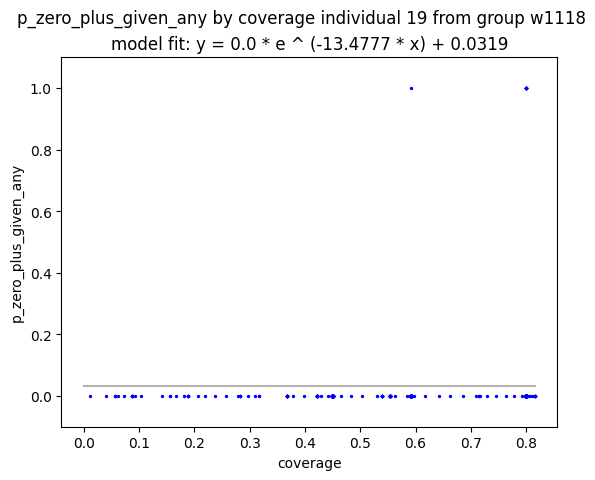 p_zero_plus_given_any by coverage individual 19 from group w1118
model fit: y = 0.0 * e ^ (-13.4777 * x) + 0.0319
1.0
0.8
0.6
0.4
0.2
0.0
p_zero_plus_given_any
0.0 0.1 0.2 0.3 0.4 0.5 0.6 0.7 0.8
coverage